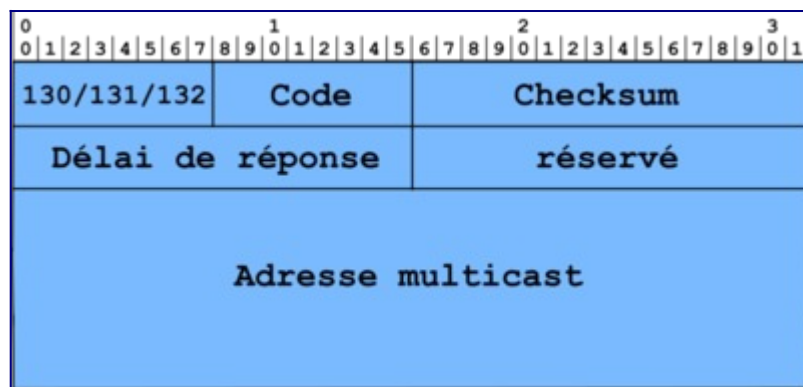 0 1 2 3
0 1 2 3 4 5 6 7 8 9 0 1 2 3 4 5 6 7 8 9 0 1 2 3 4 5 6 7 8 9 0 1
130/131/132 Code Checksum
Délai de réponse réservé
Adresse multicast